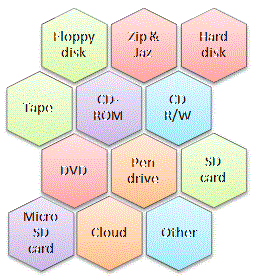 Floppy
disk
Zip &
Jaz
Hard
disk
Tape
CD-
ROM
CD
R/W
DVD
Pen
drive
SD
card
Micro
SD
card
Cloud
Other